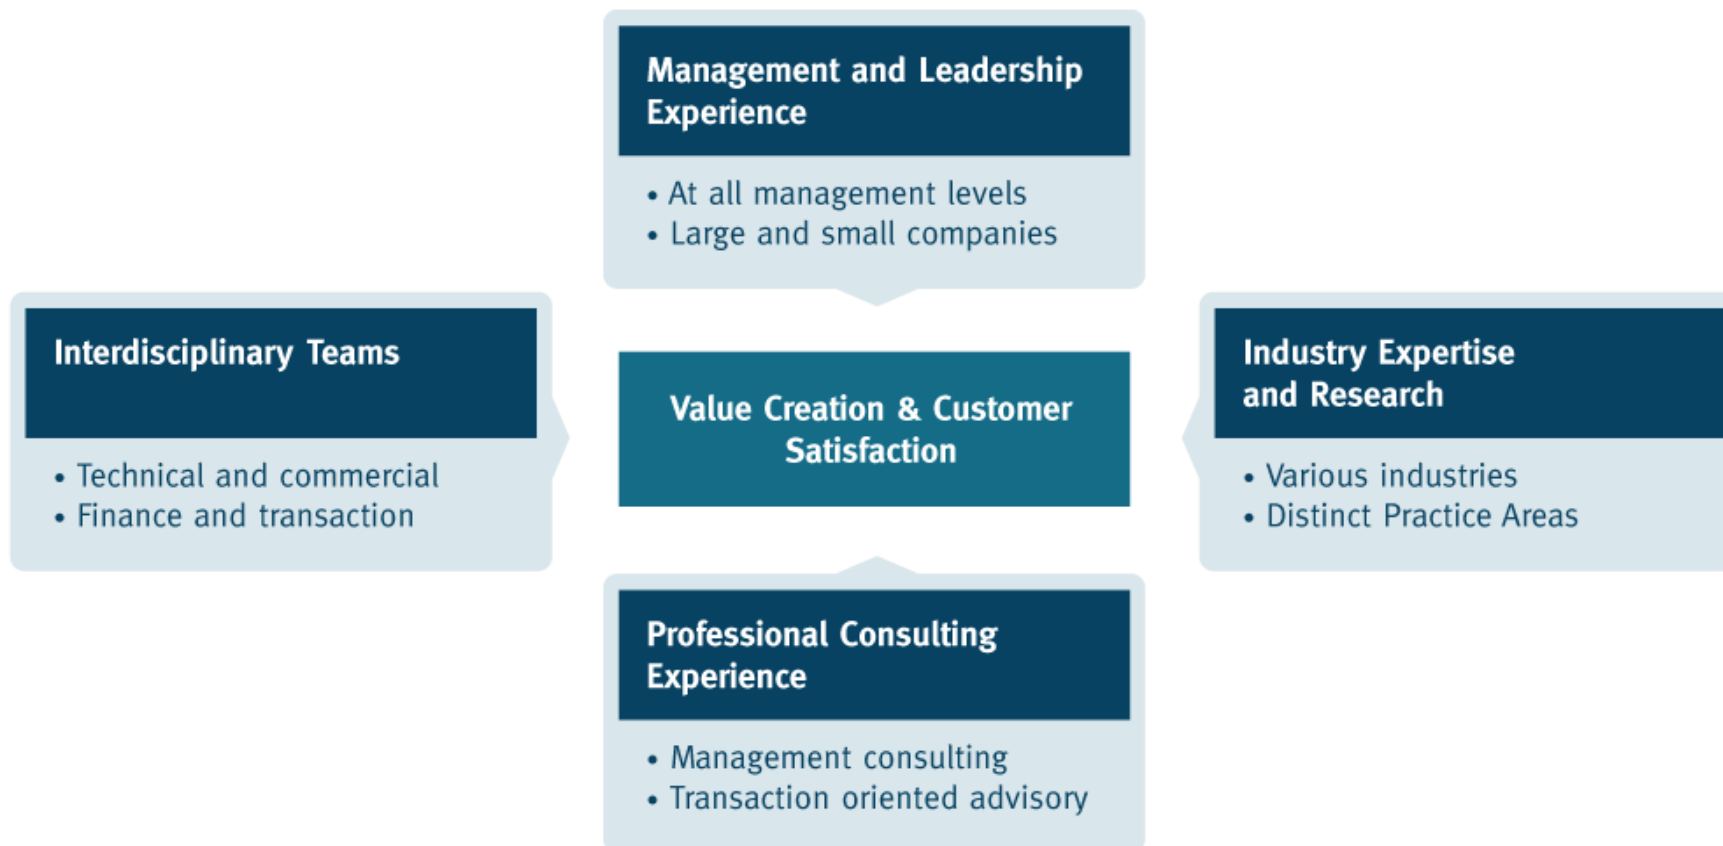 Management and Leadership
Experience
• At all management levels
• Large and small companies
Interdisciplinary Teams
• Technical and commercial
• Finance and transaction
Value Creation & Customer
Satisfaction
Industry Expertise
and Research
• Various industries
• Distinct Practice Areas
Professional Consulting
Experience
• Management consulting
• Transaction oriented advisory